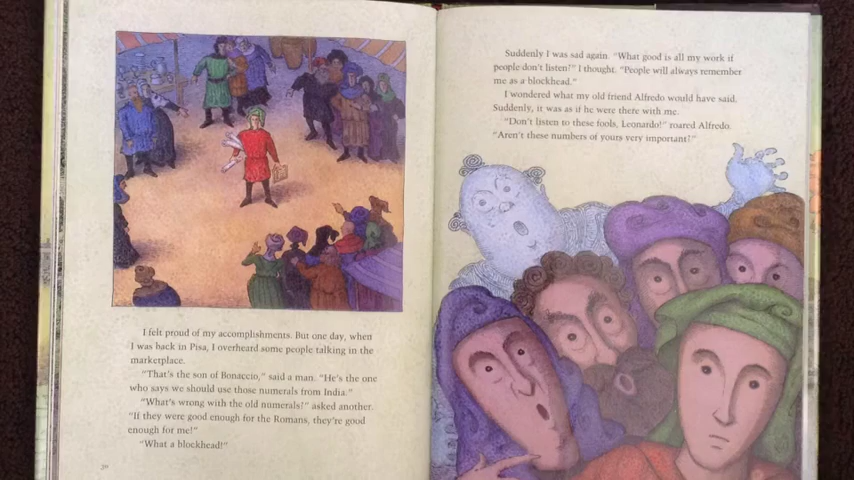 I felt proud of my accomplishments. But one day, when
I was back in Pisa, I overheard some people talking in the
marketplace.
"That's the son of Bonaccio," said a man. "He's the one
who says we should use those numerals from India."
"What's wrong with the old numerals?" asked another.
"If they were good enough for the Romans, they're good
enough for me!"
"What a blockhead!"
Suddenly I was sad again. "What good is all my work if
people don't listen?" I thought. "People will always remember
me as a blockhead."
I wondered what my old friend Alfredo would have said.
Suddenly, it was as if he were there with me.
"Don't listen to these fools, Leonardo!" roared Alfredo.
"Aren't these numbers of yours very important?"